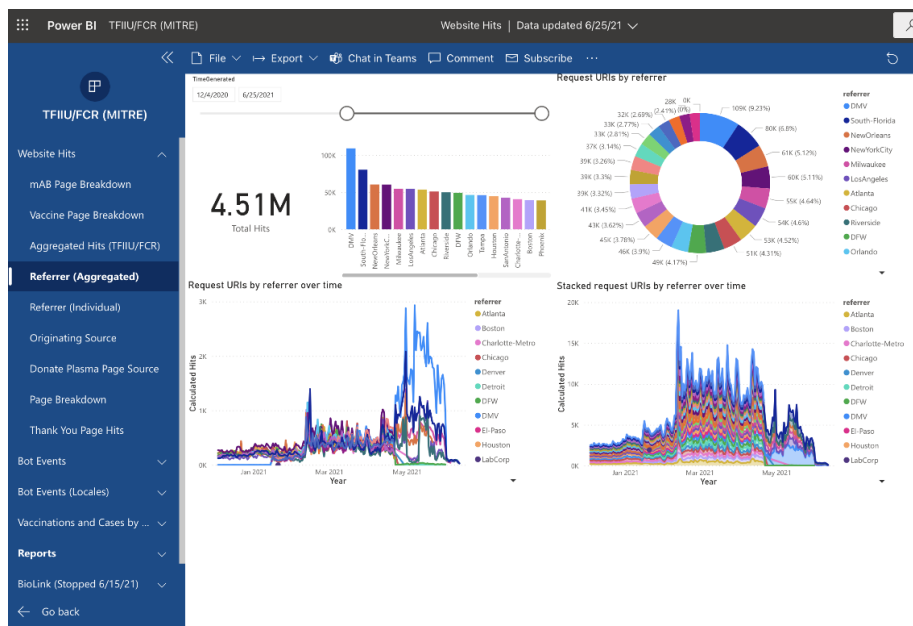 Power BI TFIIU/FCR (MITRE) Website Hits | Data updated 6/25/21
File Export Chat in Teams Comment Subscribe ...
TFIIU/FCR (MITRE)
Website Hits
mAB Page Breakdown
Vaccine Page Breakdown
Aggregated Hits (TFIIU/FCR)
Referrer (Aggregated)
Referrer (Individual)
Originating Source
Donate Plasma Page Source
Page Breakdown
Thank You Page Hits
Bot Events
Bot Events (Locales)
Vaccinations and Cases by ...
Reports
BioLink (Stopped 6/15/21)
Go back
TimeGenerated
12/4/2020 6/25/2021
4.51M
Total Hits
100K
50K
0K
DMV
South-Flo...
NewOrleans
NewYorkC...
Milwaukee
LosAngeles
Atlanta
Chicago
Riverside
DFW
Orlando
Tampa
Houston
SanAntonio
Charlotte-...
Boston
Phoenix
Request URIs by referrer
109K (9.23%)
80K (6.8%)
61K (5.12%)
60K (5.11%)
55K (4.64%)
54K (4.6%)
53K (4.52%)
51K (4.31%)
49K (4.17%)
46K (3.9%)
45K (3.78%)
43K (3.62%)
41K (3.45%)
39K (3.32%)
39K (3.3%)
39K (3.26%)
37K (3.14%)
33K (2.81%)
33K (2.77%)
32K (2.69%)
28K
(2.41%)
0K
(0%)
referrer
DMV
South-Florida
NewOrleans
NewYorkCity
Milwaukee
LosAngeles
Atlanta
Chicago
Riverside
DFW
Orlando
Request URIs by referrer over time
Calculated Hits
3K
2K
1K
0K
Jan 2021 Mar 2021 May 2021
Year
referrer
Atlanta
Boston
Charlotte-Metro
Chicago
Denver
Detroit
DFW
DMV
El-Paso
Houston
LabCorp
Stacked request URIs by referrer over time
Calculated Hits
20K
15K
10K
5K
0K
Jan 2021 Mar 2021 May 2021
Year
referrer
Atlanta
Boston
Charlotte-Metro
Chicago
Denver
Detroit
DFW
DMV
El-Paso
Houston
LabCorp